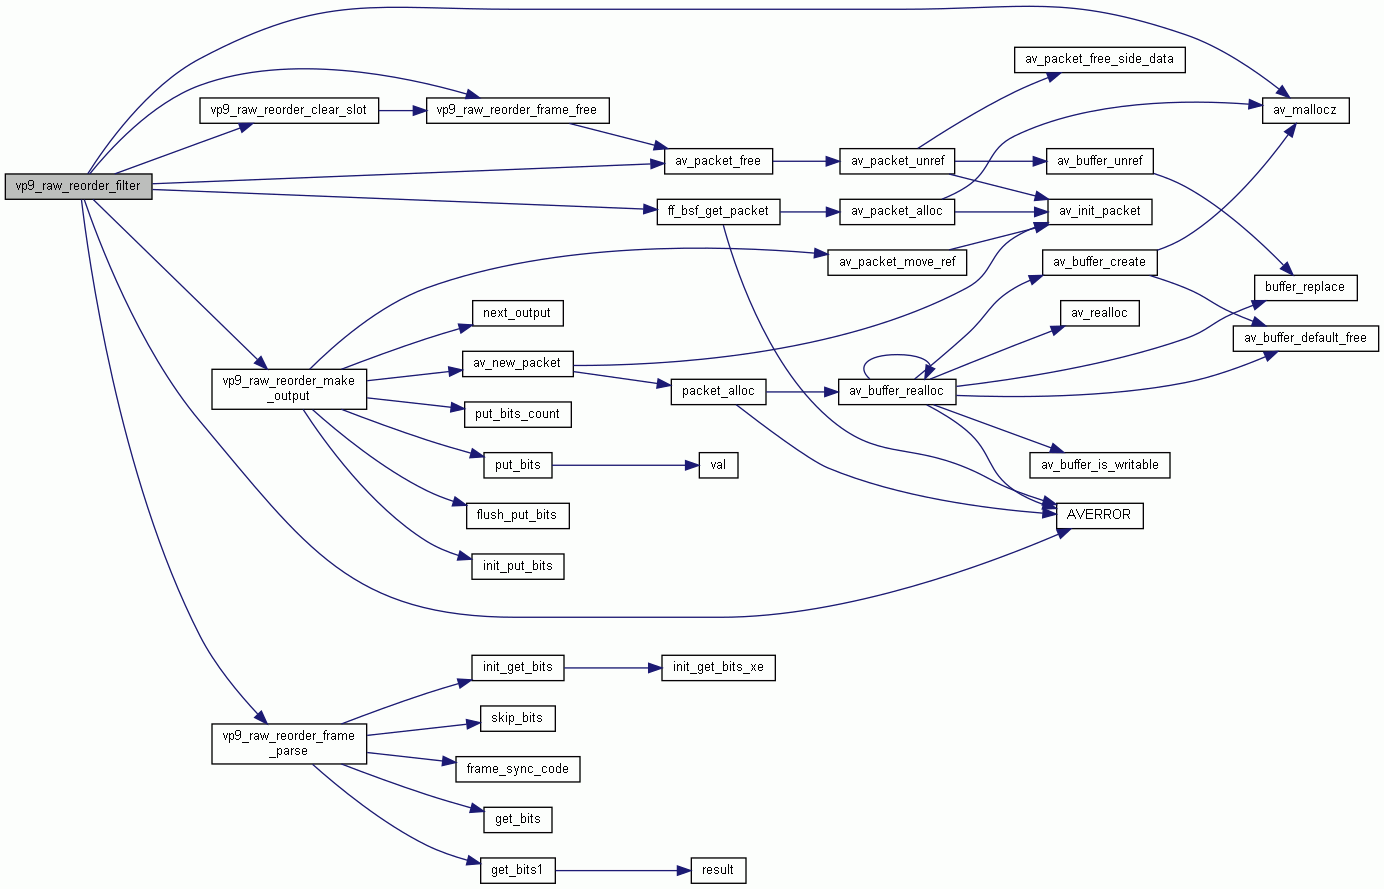 av_packet_free_side_data
vp9_raw_reorder_clear_slot
vp9_raw_reorder_frame_free
av_mallocz
av_packet_free
av_packet_unref
av_buffer_unref
vp9_raw_reorder_filter
ff_bsf_get_packet
av_packet_alloc
av_init_packet
av_packet_move_ref
av_buffer_create
buffer_replace
next_output
av_realloc
av_buffer_default_free
av_new_packet
vp9_raw_reorder_make
_output
packet_alloc
av_buffer_realloc
put_bits_count
put_bits
val
av_buffer_is_writable
flush_put_bits
AVERROR
init_put_bits
init_get_bits
init_get_bits_xe
skip_bits
vp9_raw_reorder_frame
_parse
frame_sync_code
get_bits
get_bits1
result